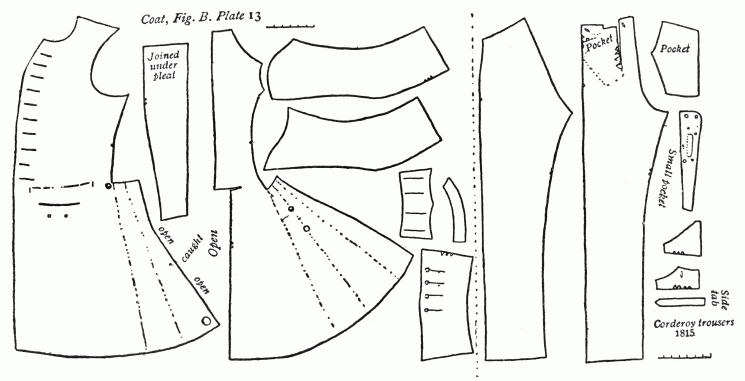 Coat, Fig. B. Plate 13
Joined
under
pleat
open
caught
open
Open
Pocket
Pocket
Small pocket
Side
tab
Corderoy trousers
1815